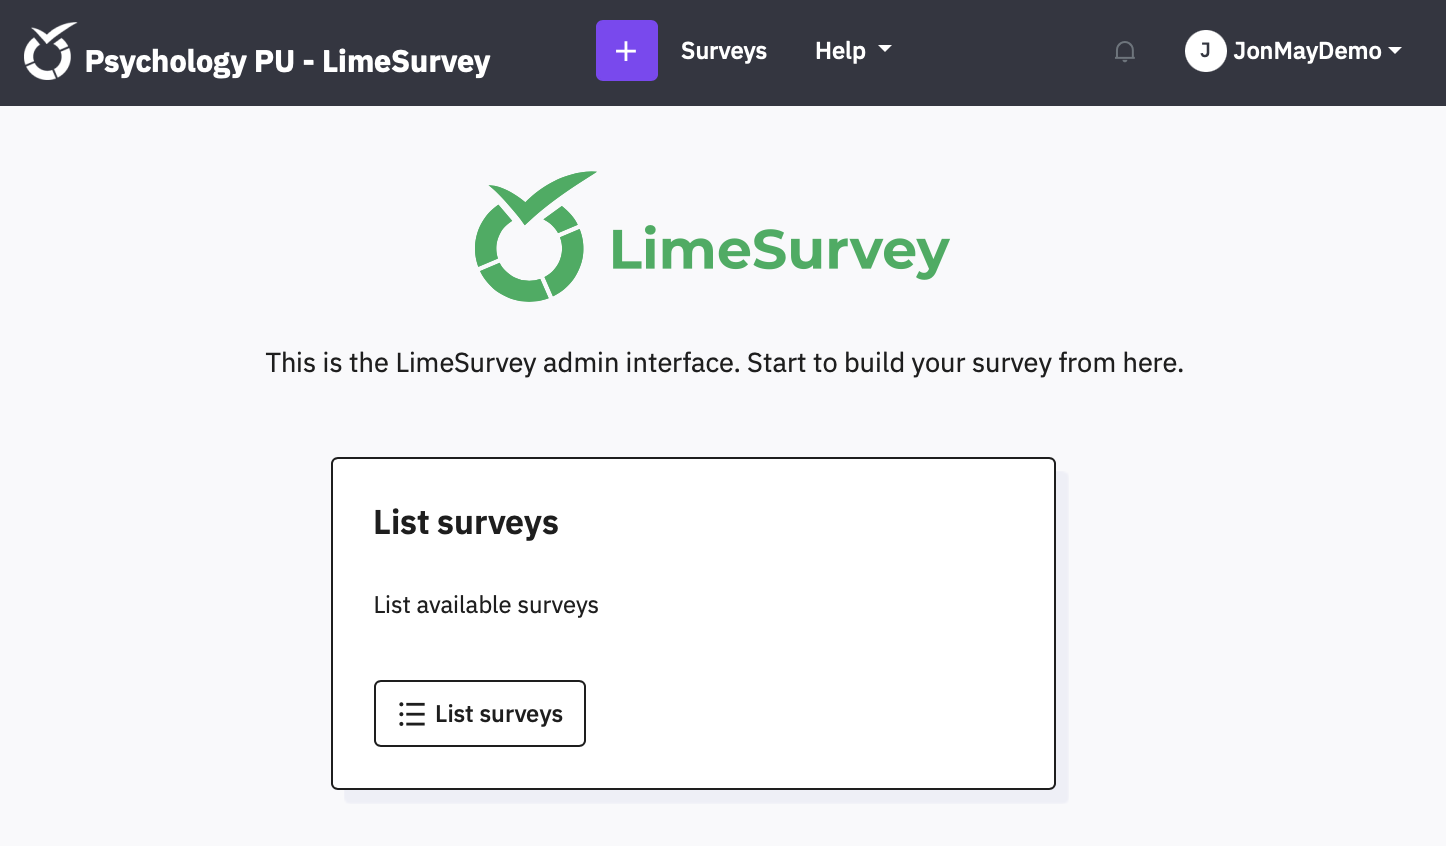 Psychology PU - LimeSurvey
+ Surveys Help
J JonMayDemo
LimeSurvey
This is the LimeSurvey admin interface. Start to build your survey from here.
List surveys
List available surveys
List surveys